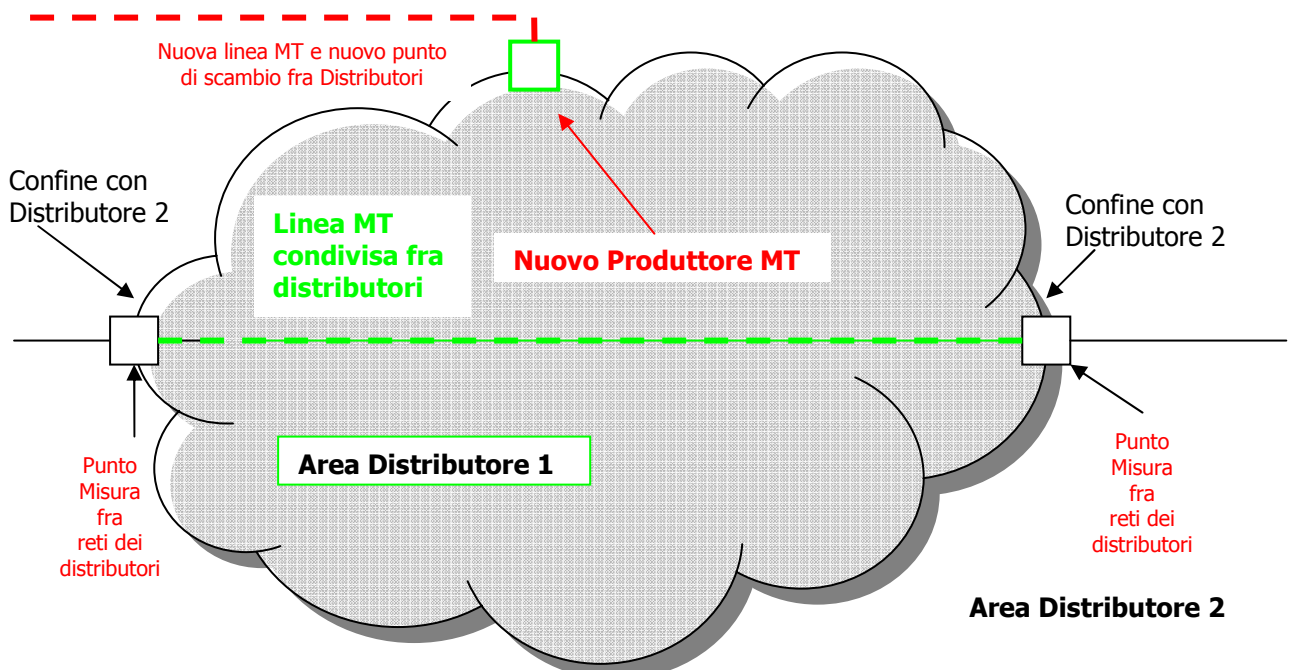 Nuova linea MT e nuovo punto
di scambio fra Distributori
Confine con
Distributore 2
Linea MT
condivisa fra
distributori
Nuovo Produttore MT
Confine con
Distributore 2
Punto
Misura
fra
reti dei
distributori
Area Distributore 1
Punto
Misura
fra
reti dei
distributori
Area Distributore 2